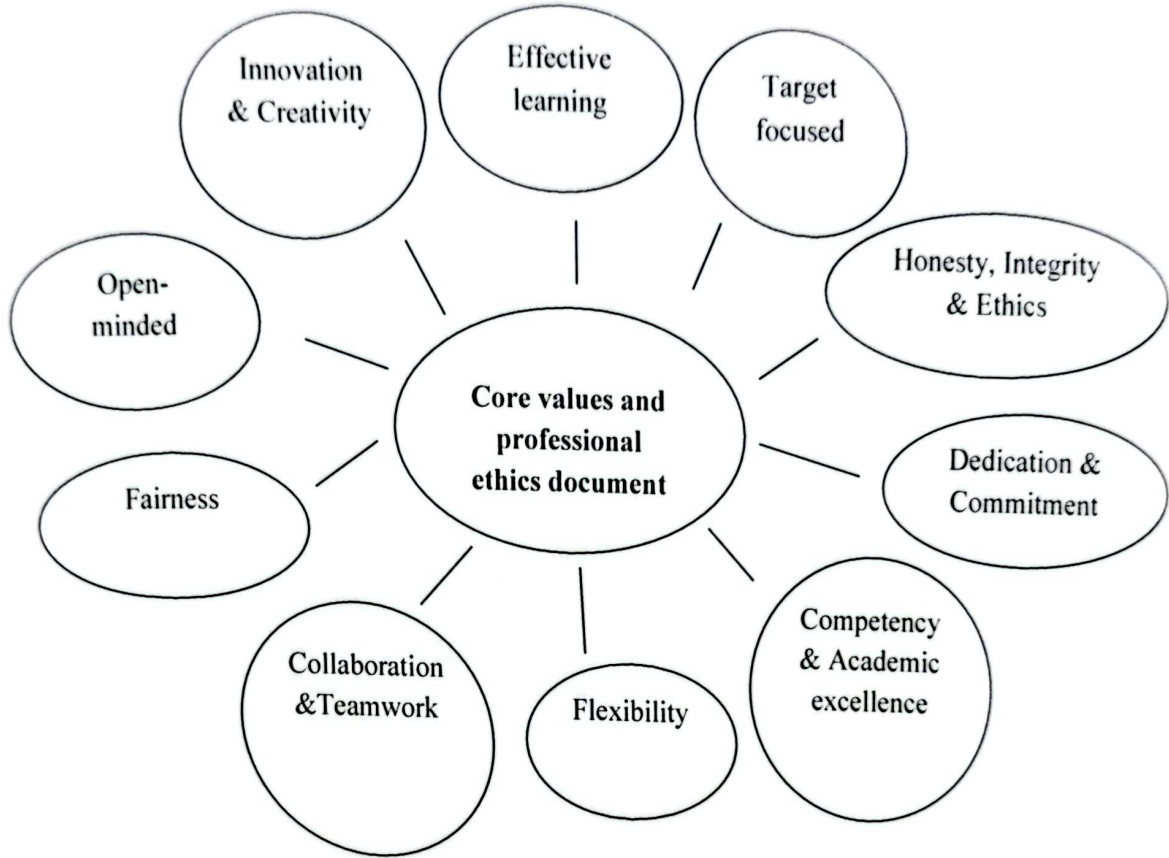 Innovation
& Creativity
Effective
learning
Target
focused
Honesty, Integrity
& Ethics
Open-
minded
Core values and
professional
ethics document
Dedication &
Commitment
Fairness
Competency
& Academic
excellence
Collaboration
&Teamwork
Flexibility